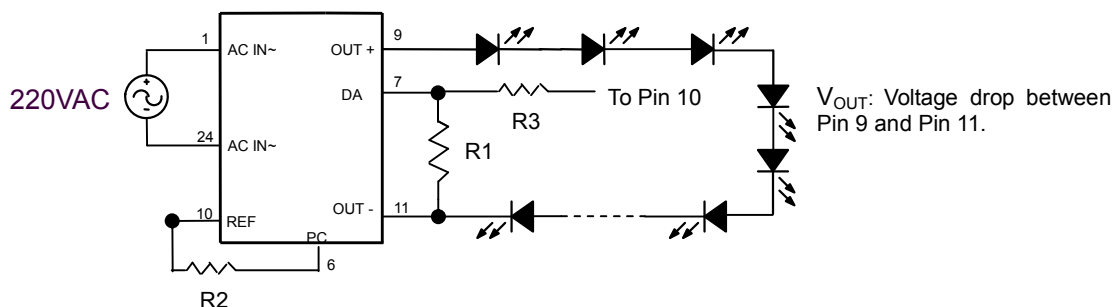 1
AC IN~
OUT +
9
7
DA
To Pin 10
R3
220VAC
VOUT: Voltage drop between
Pin 9 and Pin 11.
24
AC IN~
R1
10
REF
OUT -
11
PC
6
R2